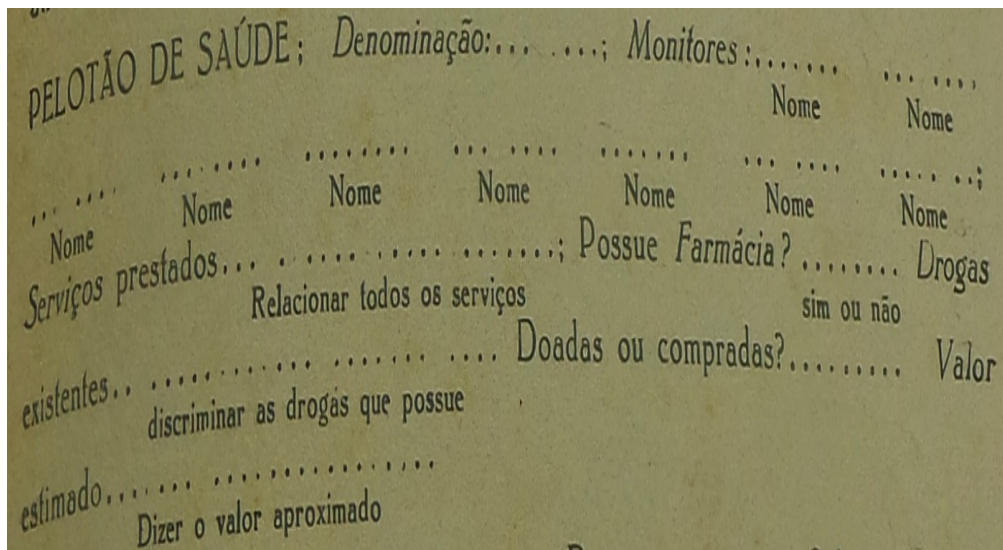 PELOTÃO DE SAÚDE; Denominação:... ....; Monitores:........ ... ....,
Nome Nome
... .... ... .... ........ ... .... ....... ... .... ..... ..;
Nome Nome Nome Nome Nome Nome Nome
Serviços prestados... . ..... .... .... .......; Possue Farmácia? ........ Drogas
Relacionar todos os serviços sim ou não
existentes.. ............. ....... .... Doadas ou compradas?......... Valor
discriminar as drogas que possue
estimado....... .................
Dizer o valor aproximado